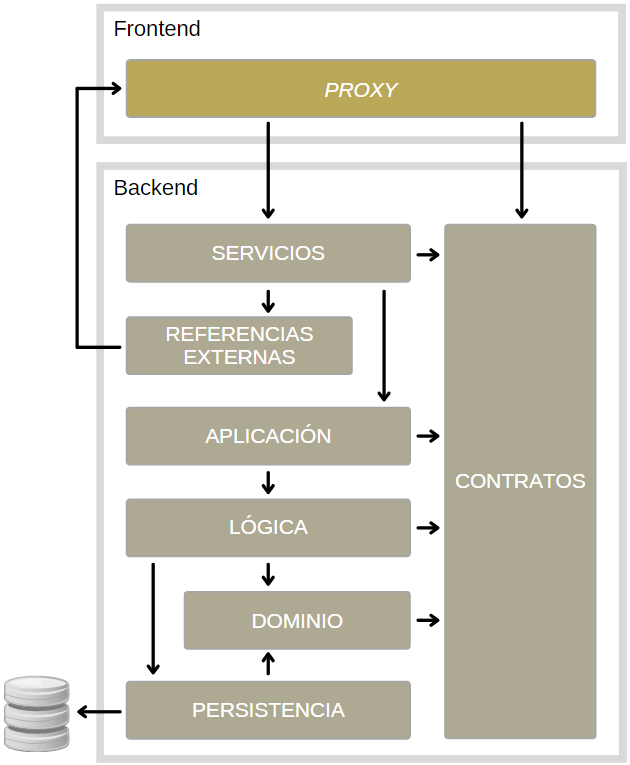 Frontend
PROXY
Backend
SERVICIOS
REFERENCIAS
EXTERNAS
APLICACIÓN
CONTRATOS
LÓGICA
DOMINIO
PERSISTENCIA